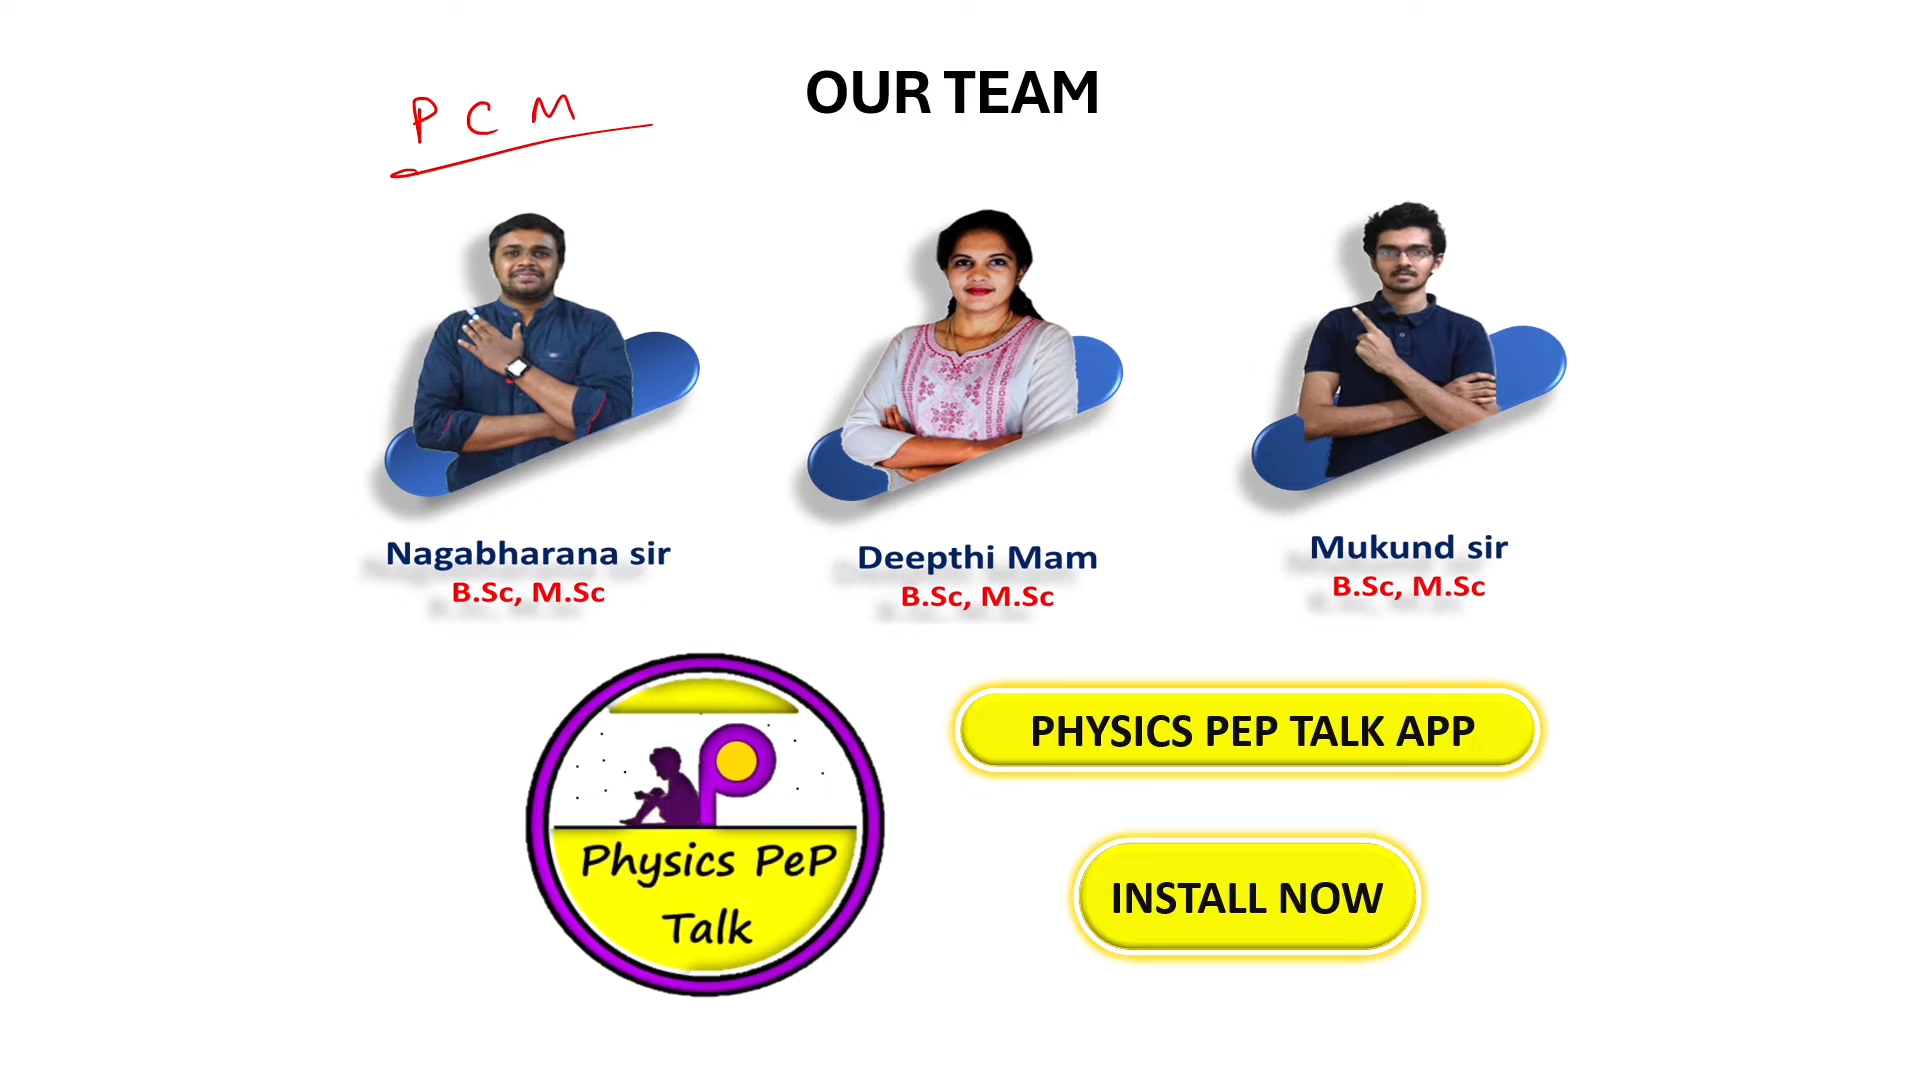 OUR TEAM
P C M
Nagabharana sir
B.Sc, M.Sc
Deepthi Mam
B.Sc, M.Sc
Mukund sir
B.Sc, M.Sc
Physics PeP
Talk
PHYSICS PEP TALK APP
INSTALL NOW